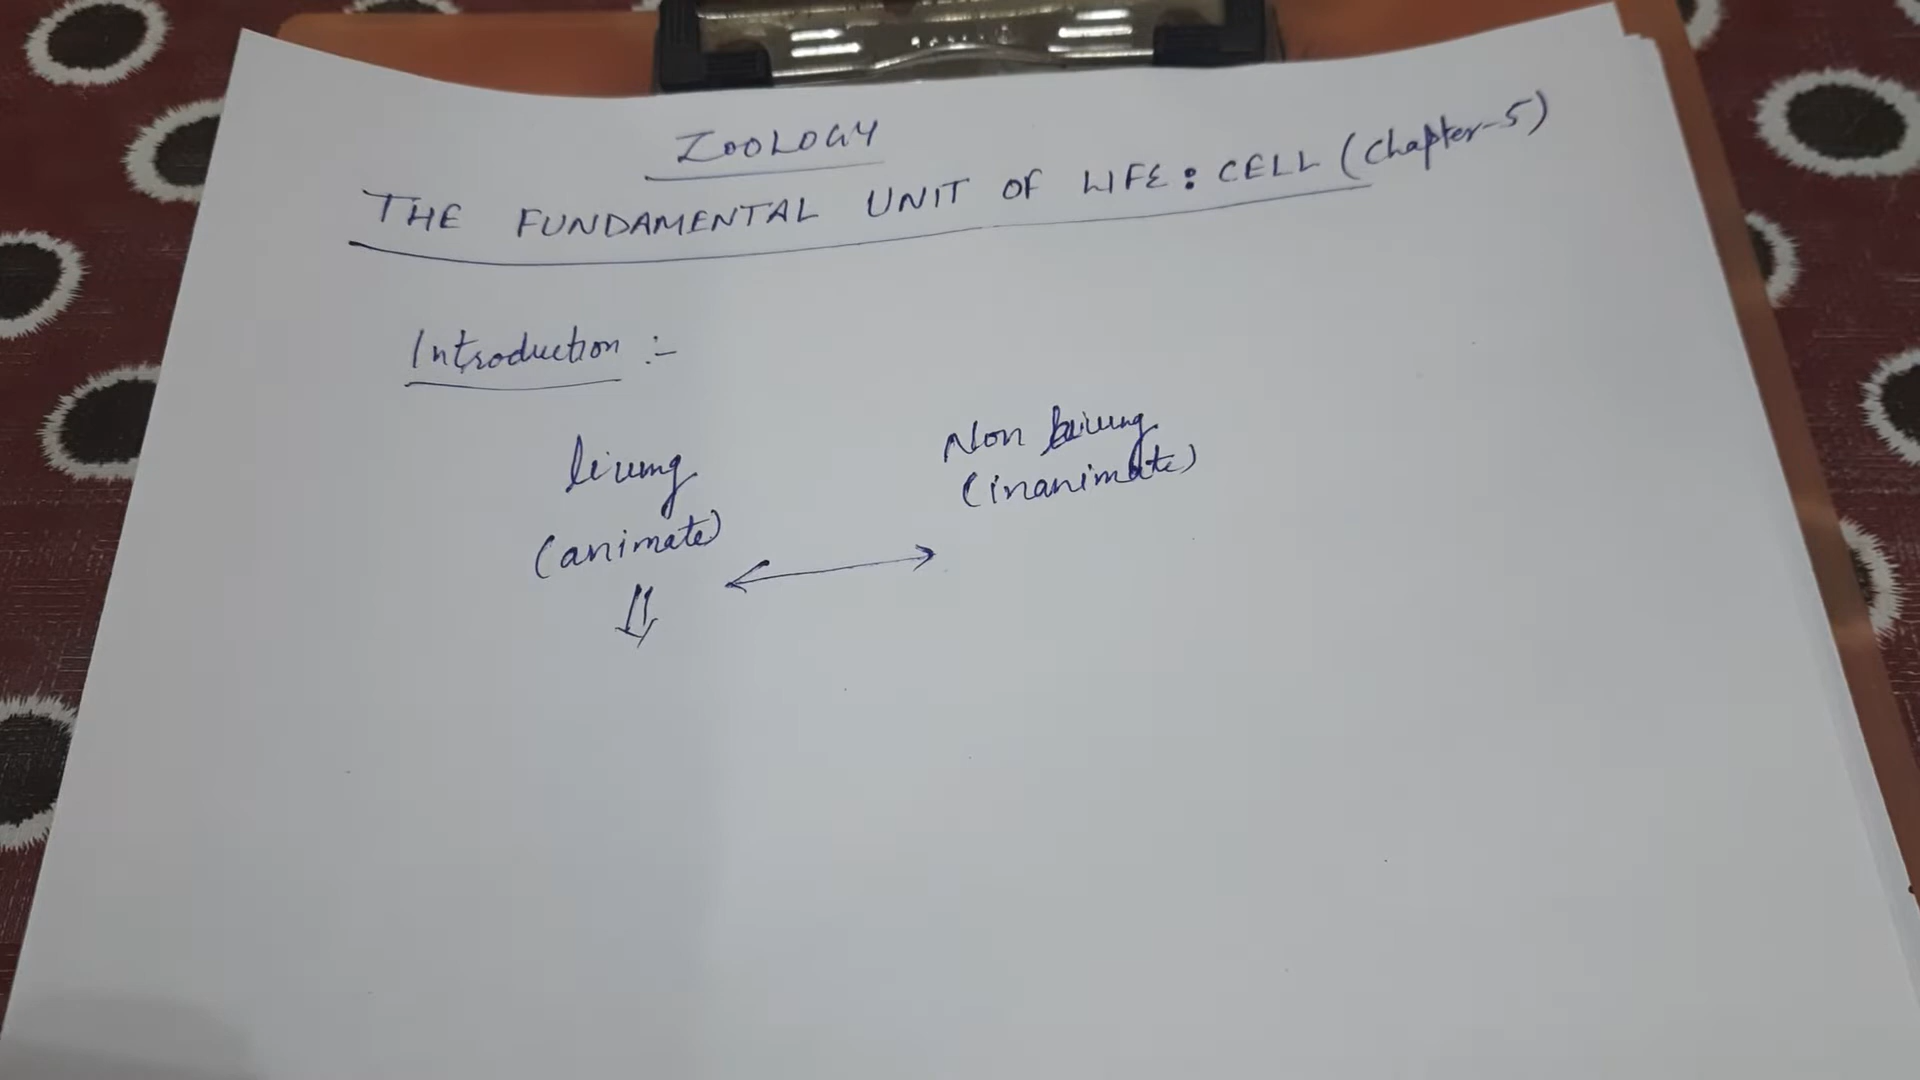 ZOOLOGY
THE FUNDAMENTAL UNIT OF LIFE : CELL (Chapter-5)
Introduction :-
living
(animate)
Non living
(inanimate)